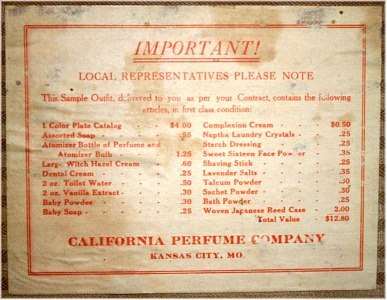 IMPORTANT!
LOCAL REPRESENTATIVES PLEASE NOTE
This Sample Outfit, delivered to you as per your Contract, contains the following
articles, in first class condition:
1 Color Plate Catalog - $4.00
Assorted Soap - .55
Atomizer Bottle of Perfume and
Atomizer Bulb 1.25
Large Witch Hazel Cream .60
Dental Cream - .25
2 oz. Toilet Water .50
2 oz. Vanilla Extract - .30
Baby Powder .30
Baby Soap - .25
Complexion Cream - $0.50
Naptha Laundry Crystals - .25
Starch Dressing - .25
Sweet Sixteen Face Powder .35
Shaving Stick - .25
Lavender Salts - .35
Talcum Powder - .30
Sachet Powder - .30
Bath Powder - .25
Woven Japanese Reed Case - 2.00
Total Value - $12.80
CALIFORNIA PERFUME COMPANY
KANSAS CITY, MO.